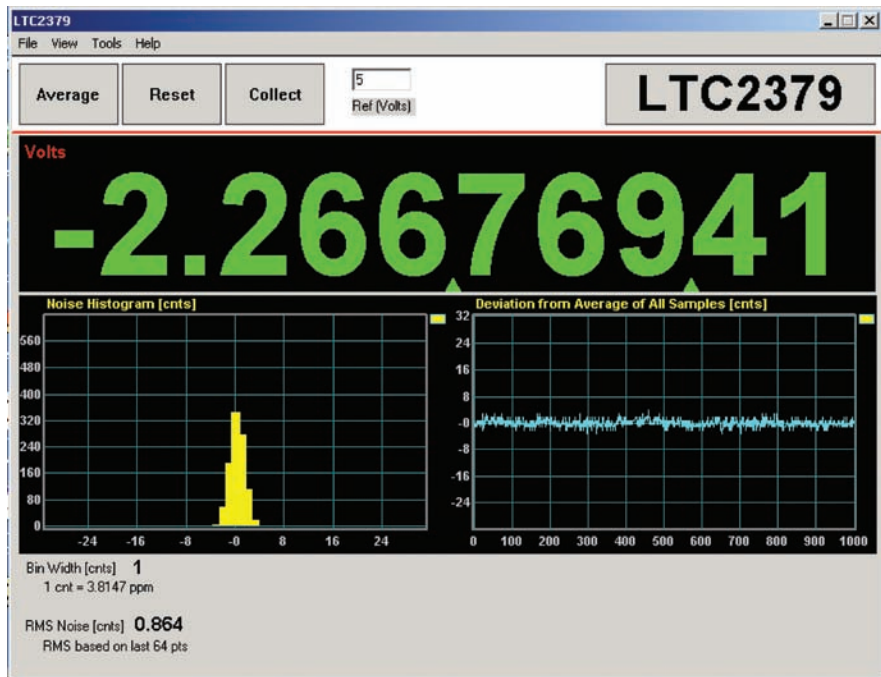 LTC2379
File View Tools Help
Average Reset Collect
5
Ref (Volts)
LTC2379
Volts
-2.26676941
Noise Histogram [cnts]
560
480
400
320
240
160
80
0
-24 -16 -8 -0 8 16 24
Deviation from Average of All Samples [cnts]
32
24
16
8
-0
-8
-16
-24
0 100 200 300 400 500 600 700 800 900 1000
Bin Width [cnts] 1
1 cnt = 3.8147 ppm
RMS Noise [cnts] 0.864
RMS based on last 64 pts